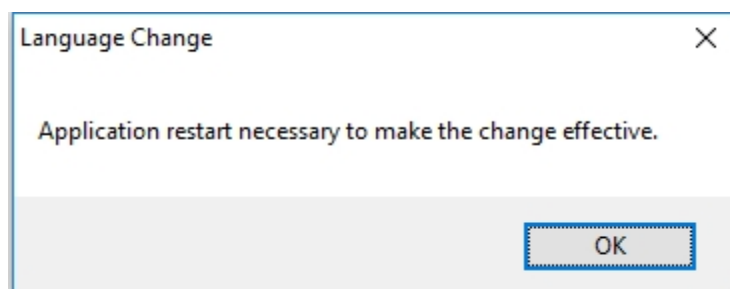 Language Change
Application restart necessary to make the change effective.
OK